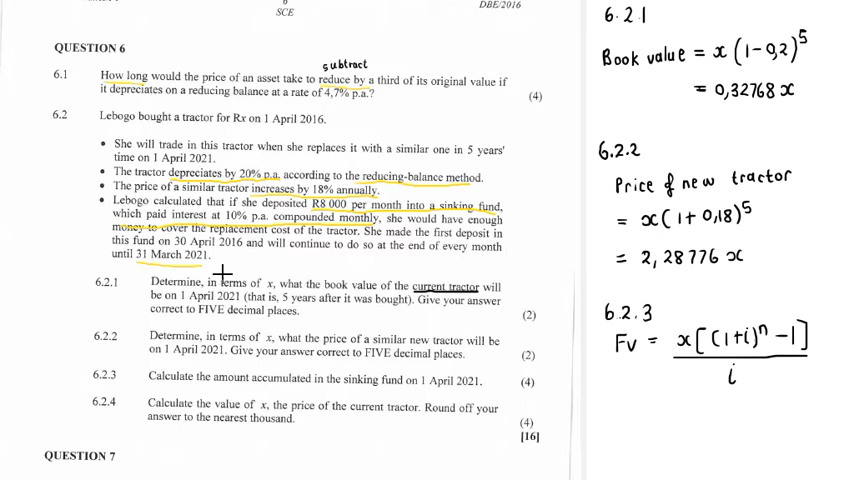 6
SCE
DBE/2016
QUESTION 6
subtract
6.1 How long would the price of an asset take to reduce by a third of its original value if
it depreciates on a reducing balance at a rate of 4,7% p.a.?
(4)
6.2 Lebogo bought a tractor for Rx on 1 April 2016.
• She will trade in this tractor when she replaces it with a similar one in 5 years'
time on 1 April 2021.
• The tractor depreciates by 20% p.a. according to the reducing-balance method.
• The price of a similar tractor increases by 18% annually.
• Lebogo calculated that if she deposited R8 000 per month into a sinking fund,
which paid interest at 10% p.a. compounded monthly, she would have enough
money to cover the replacement cost of the tractor. She made the first deposit in
this fund on 30 April 2016 and will continue to do so at the end of every month
until 31 March 2021.
6.2.1 Determine, in terms of x, what the book value of the current tractor will
be on 1 April 2021 (that is, 5 years after it was bought). Give your answer
correct to FIVE decimal places.
(2)
6.2.2 Determine, in terms of x, what the price of a similar new tractor will be
on 1 April 2021. Give your answer correct to FIVE decimal places.
(2)
6.2.3 Calculate the amount accumulated in the sinking fund on 1 April 2021.
(4)
6.2.4 Calculate the value of x, the price of the current tractor. Round off your
answer to the nearest thousand.
(4)
[16]
QUESTION 7
6.2.1
Book value = x(1-0,2)^5
= 0,32768 x
6.2.2
Price of new tractor
= x(1+0,18)^5
= 2,28776 x
6.2.3
Fv = x[(1+i)^n -1]
i